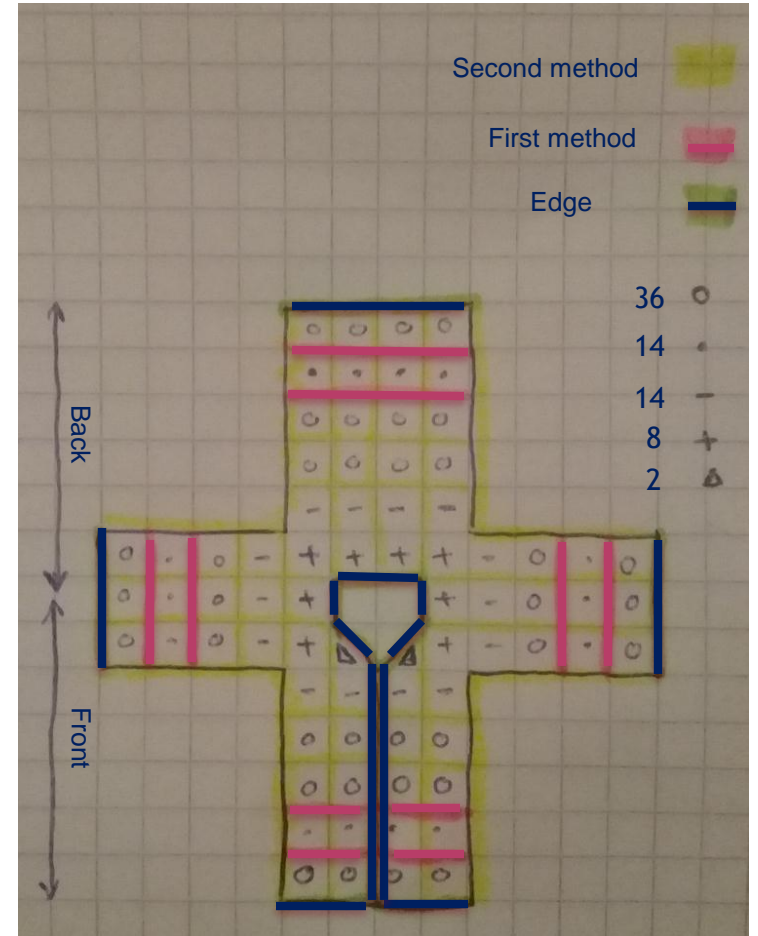 Second method
First method
Edge
36 o
14 •
14 –
8 +
2 △
Back
Front